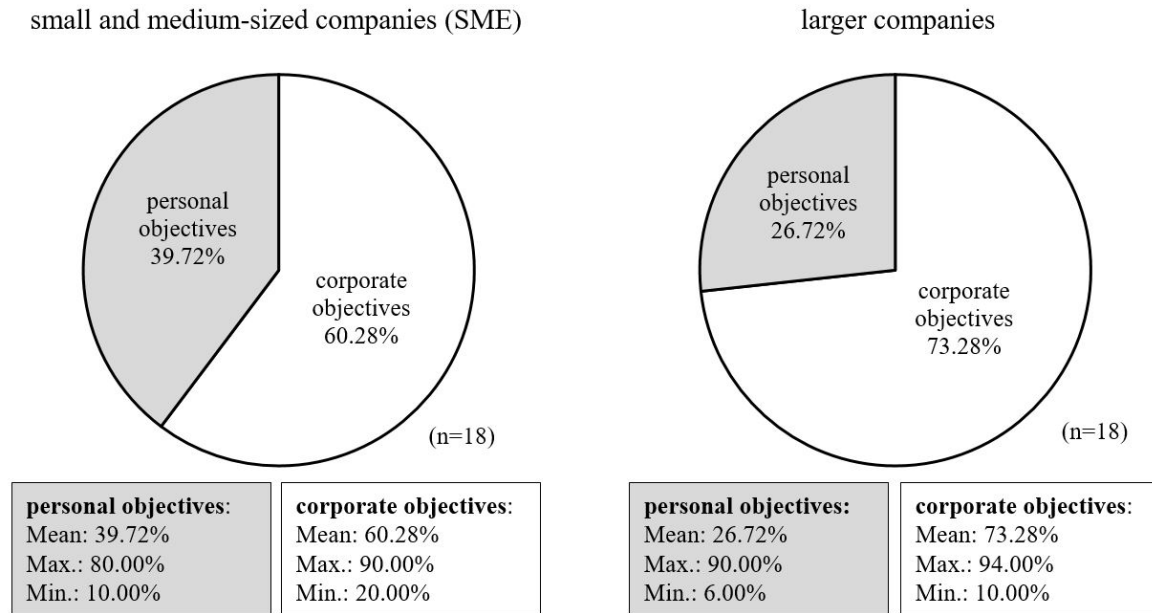 small and medium-sized companies (SME)
personal
objectives
39.72%
corporate
objectives
60.28%
(n=18)
personal objectives:
Mean: 39.72%
Max.: 80.00%
Min.: 10.00%
corporate objectives:
Mean: 60.28%
Max.: 90.00%
Min.: 20.00%
larger companies
personal
objectives
26.72%
corporate
objectives
73.28%
(n=18)
personal objectives:
Mean: 26.72%
Max.: 90.00%
Min.: 6.00%
corporate objectives:
Mean: 73.28%
Max.: 94.00%
Min.: 10.00%